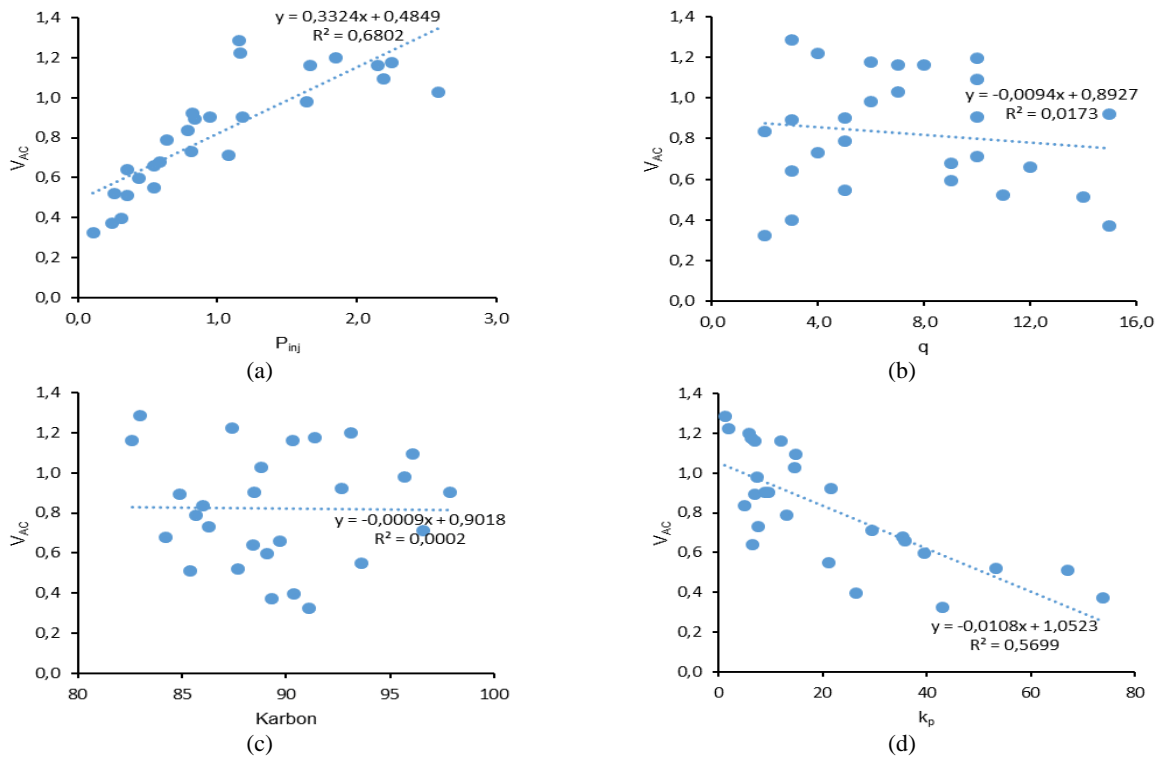 y = 0,3324x + 0,4849
R² = 0,6802
1,4
1,2
1,0
0,8
0,6
0,4
0,2
0,0
V_AC
0,0 1,0 2,0 3,0
P_inj
(a)
y = -0,0094x + 0,8927
R² = 0,0173
1,4
1,2
1,0
0,8
0,6
0,4
0,2
0,0
V_AC
0,0 4,0 8,0 12,0 16,0
q
(b)
y = -0,0009x + 0,9018
R² = 0,0002
1,4
1,2
1,0
0,8
0,6
0,4
0,2
0,0
V_AC
80 85 90 95 100
Karbon
(c)
y = -0,0108x + 1,0523
R² = 0,5699
1,4
1,2
1,0
0,8
0,6
0,4
0,2
0,0
V_AC
0 20 40 60 80
k_p
(d)